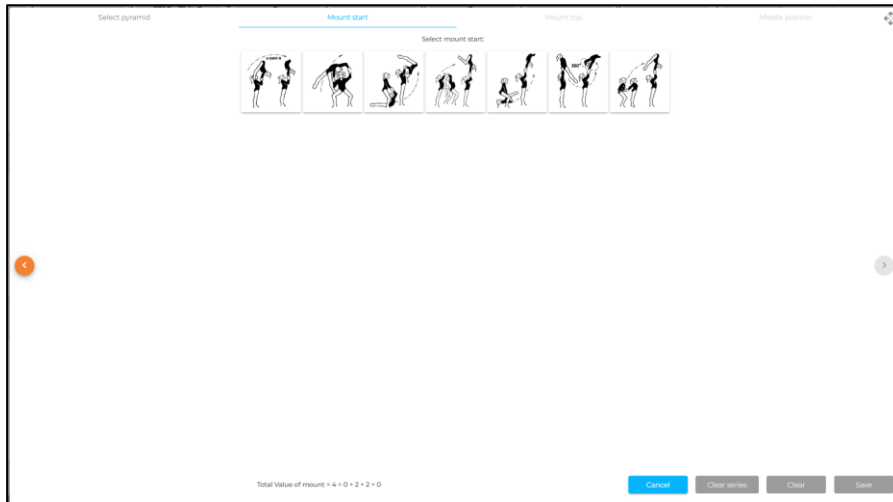 Select pyramid
Mount start
Mount top
Middle position
Select mount start:
360°
Total Value of mount = 4 = 0 + 2 + 2 + 0
Cancel
Clear series
Clear
Save